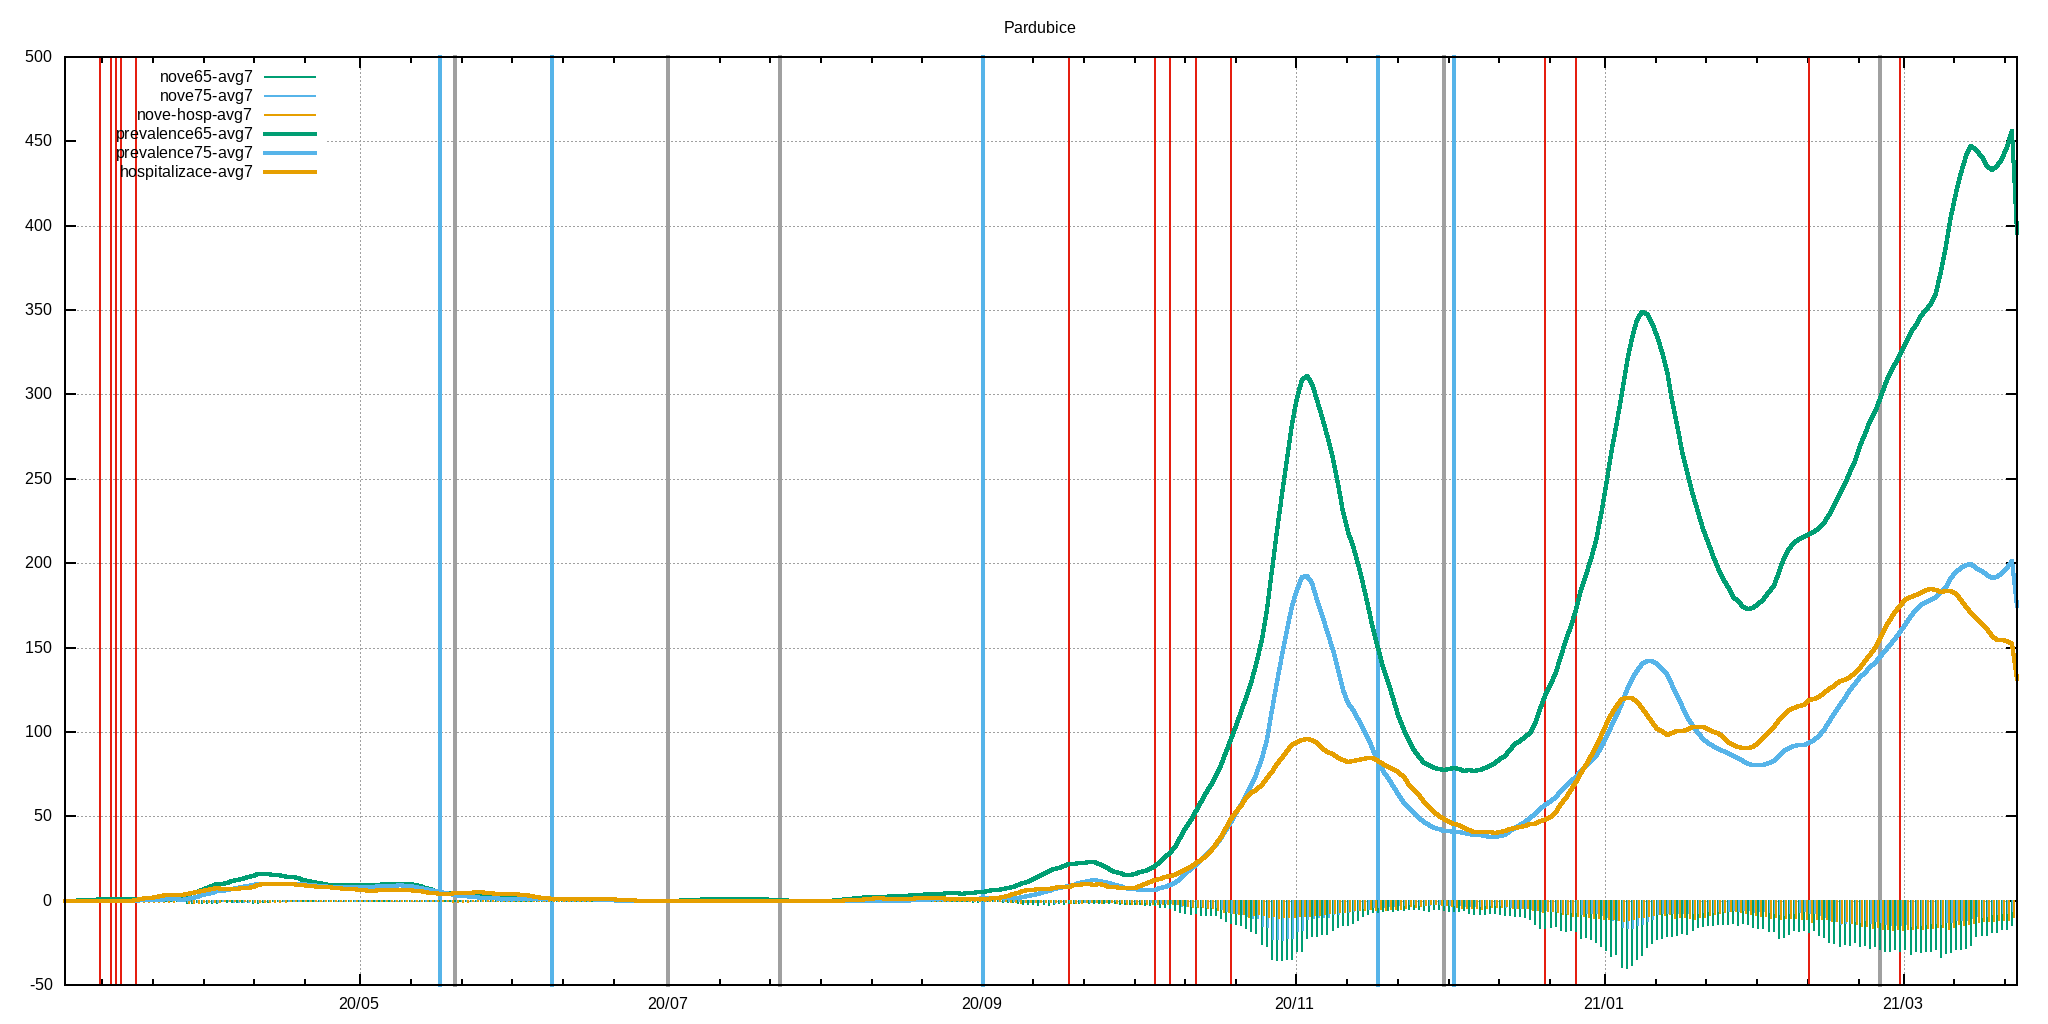 Pardubice
500
450
400
350
300
250
200
150
100
50
0
-50
nove65-avg7
nove75-avg7
nove-hosp-avg7
prevalence65-avg7
prevalence75-avg7
hospitalizace-avg7
20/05 20/07 20/09 20/11 21/01 21/03